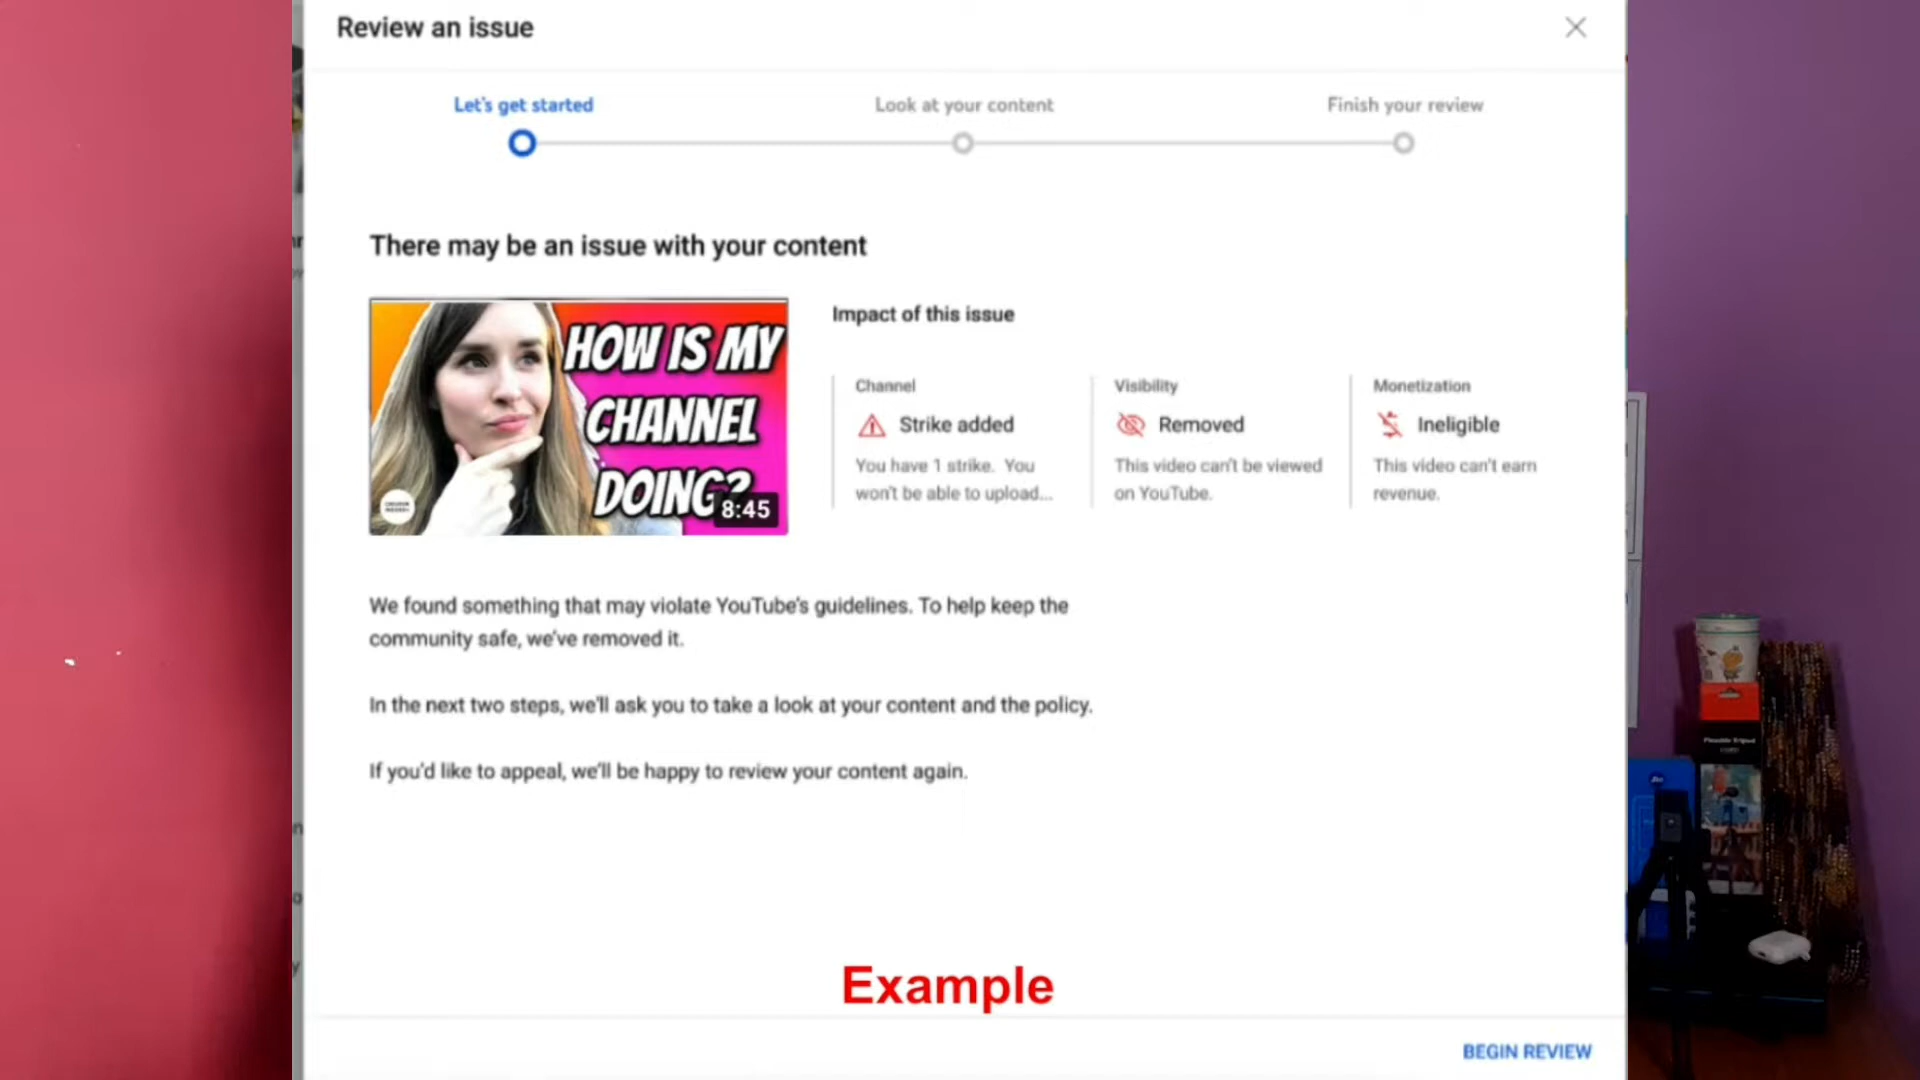 Review an issue
Let's get started
Look at your content
Finish your review
There may be an issue with your content
HOW IS MY
CHANNEL
DOING?
8:45
Impact of this issue
Channel
Strike added
You have 1 strike. You
won't be able to upload...
Visibility
Removed
This video can't be viewed
on YouTube.
Monetization
Ineligible
This video can't earn
revenue.
We found something that may violate YouTube's guidelines. To help keep the
community safe, we've removed it.
In the next two steps, we'll ask you to take a look at your content and the policy.
If you'd like to appeal, we'll be happy to review your content again.
Example
BEGIN REVIEW